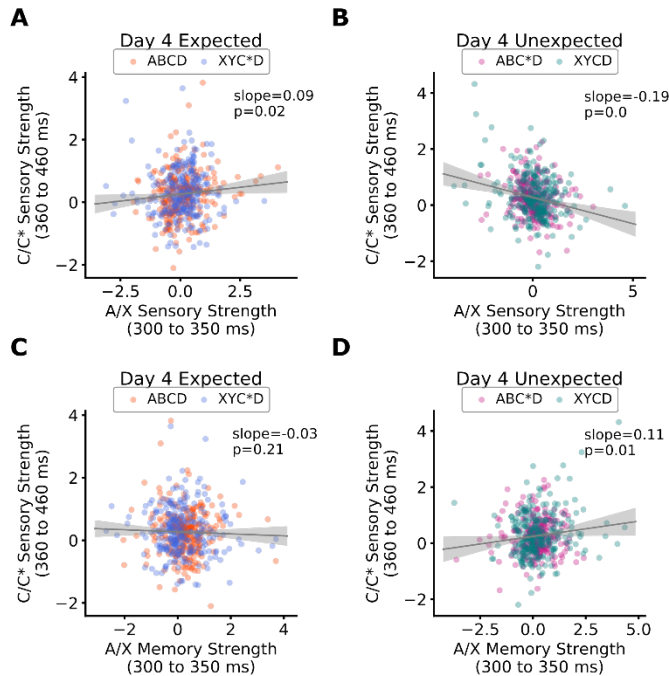 A
Day 4 Expected
ABCD XYC*D
slope=0.09
p=0.02
4
2
0
−2
C/C* Sensory Strength
(360 to 460 ms)
−2.5 0.0 2.5
A/X Sensory Strength
(300 to 350 ms)
B
Day 4 Unexpected
ABC*D XYCD
slope=-0.19
p=0.0
4
2
0
−2
C/C* Sensory Strength
(360 to 460 ms)
0 5
A/X Sensory Strength
(300 to 350 ms)
C
Day 4 Expected
ABCD XYC*D
slope=-0.03
p=0.21
4
2
0
−2
C/C* Sensory Strength
(360 to 460 ms)
−2 0 2 4
A/X Memory Strength
(300 to 350 ms)
D
Day 4 Unexpected
ABC*D XYCD
slope=0.11
p=0.01
4
2
0
−2
C/C* Sensory Strength
(360 to 460 ms)
−2.5 0.0 2.5 5.0
A/X Memory Strength
(300 to 350 ms)